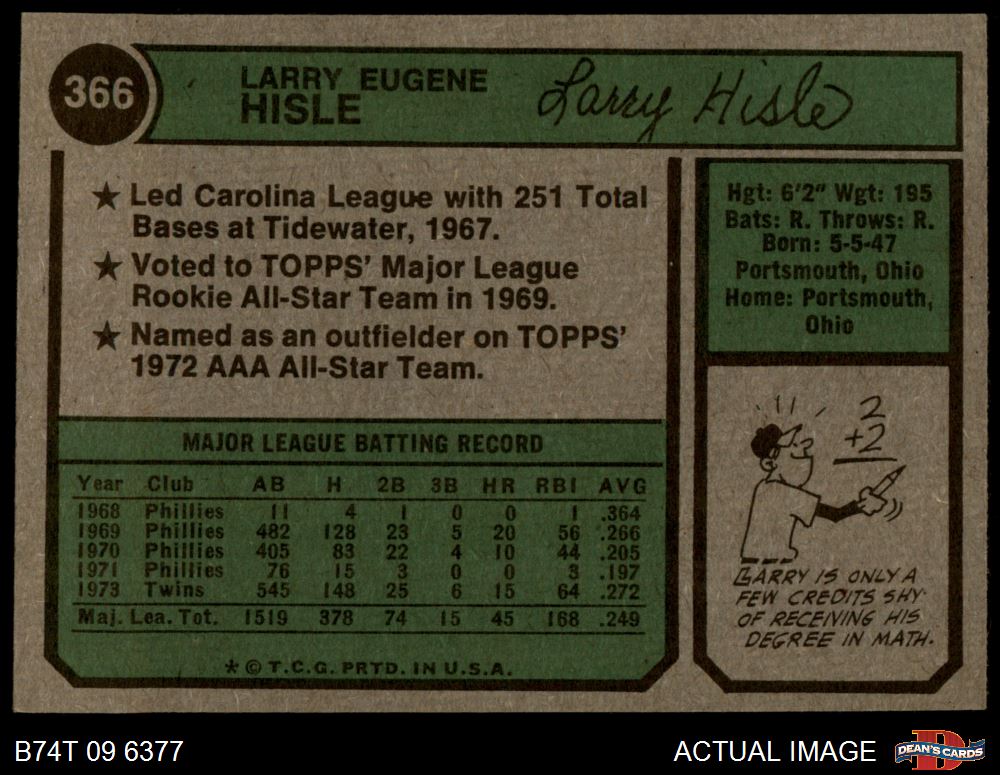 366
LARRY EUGENE
HISLE
Larry Hisle
★ Led Carolina League with 251 Total
Bases at Tidewater, 1967.
★ Voted to TOPPS' Major League
Rookie All-Star Team in 1969.
★ Named as an outfielder on TOPPS'
1972 AAA All-Star Team.
Hgt: 6'2" Wgt: 195
Bats: R. Throws: R.
Born: 5-5-47
Portsmouth, Ohio
Home: Portsmouth,
Ohio
MAJOR LEAGUE BATTING RECORD
Year Club AB H 2B 3B HR RBI AVG
1968 Phillies 11 4 1 0 0 1 .364
1969 Phillies 482 128 23 5 20 56 .266
1970 Phillies 405 83 22 4 10 44 .205
1971 Phillies 76 15 3 0 0 3 .197
1973 Twins 545 148 25 6 15 64 .272
Maj. Lea. Tot. 1519 378 74 15 45 168 .249
* © T.C.G. PRTD. IN U.S.A.
2
+2
LARRY IS ONLY A
FEW CREDITS SHY
OF RECEIVING HIS
DEGREE IN MATH.
B74T 09 6377
ACTUAL IMAGE
D
DEAN'S CARDS